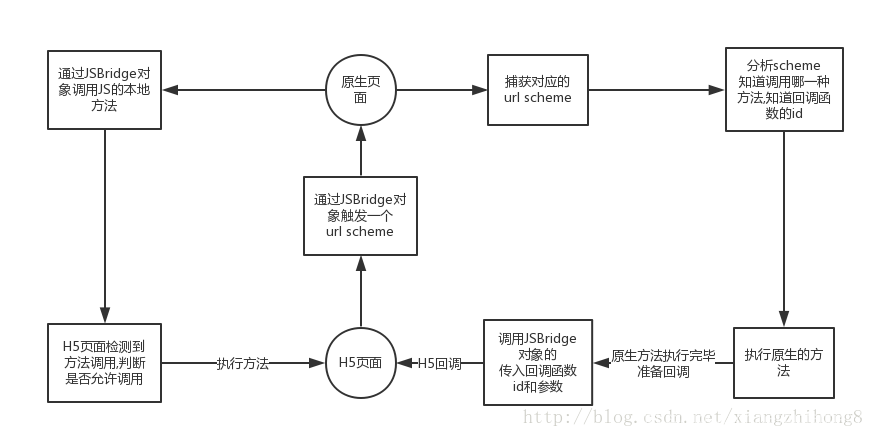 通过JSBridge对
象调用JS的本地
方法
原生页
面
捕获对应的
url scheme
分析scheme
知道调用哪一种
方法,知道回调函
数的id
通过JSBridge对
象触发一个
url scheme
H5页面检测到
方法调用,判断
是否允许调用
执行方法
H5页面
H5回调
调用JSBridge
对象的
传入回调函数
id和参数
原生方法执行完毕
准备回调
执行原生的方
法
http://blog.csdn.net/xiangzhihong8